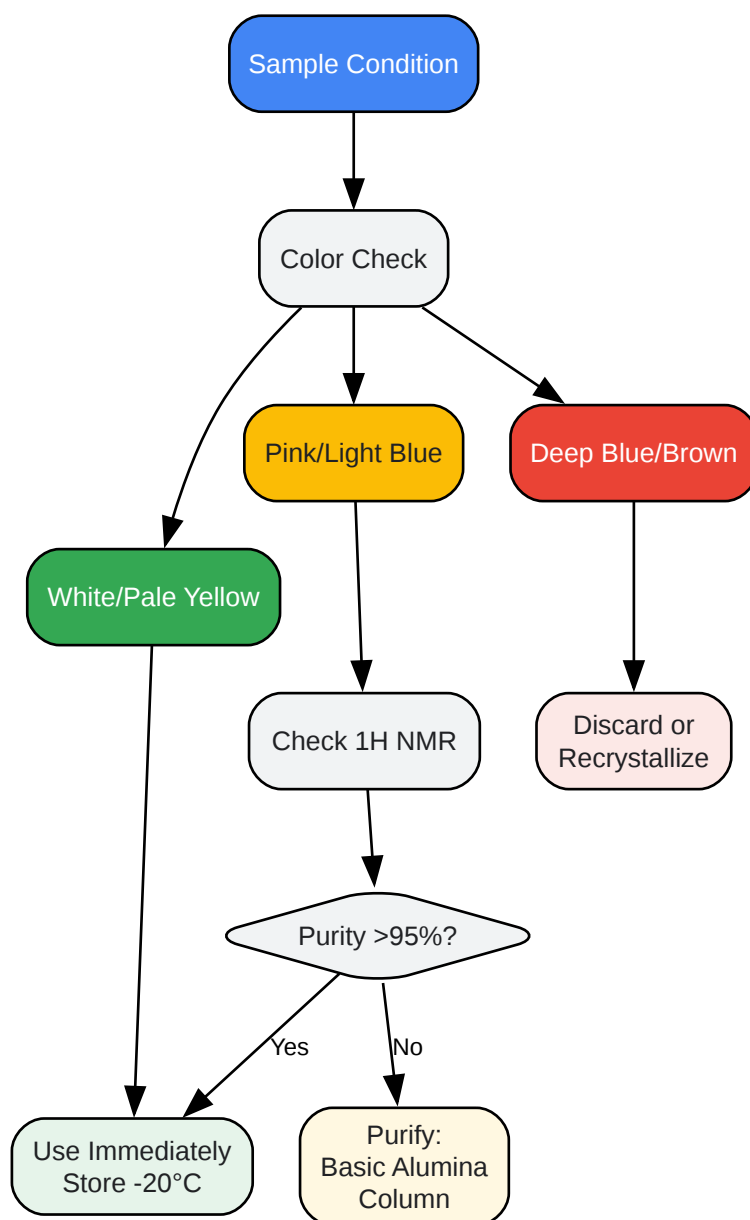 Sample Condition
Color Check
Pink/Light Blue
Deep Blue/Brown
White/Pale Yellow
Check 1H NMR
Discard or
Recrystallize
Purity >95%?
Yes
No
Use Immediately
Store -20°C
Purify:
Basic Alumina
Column